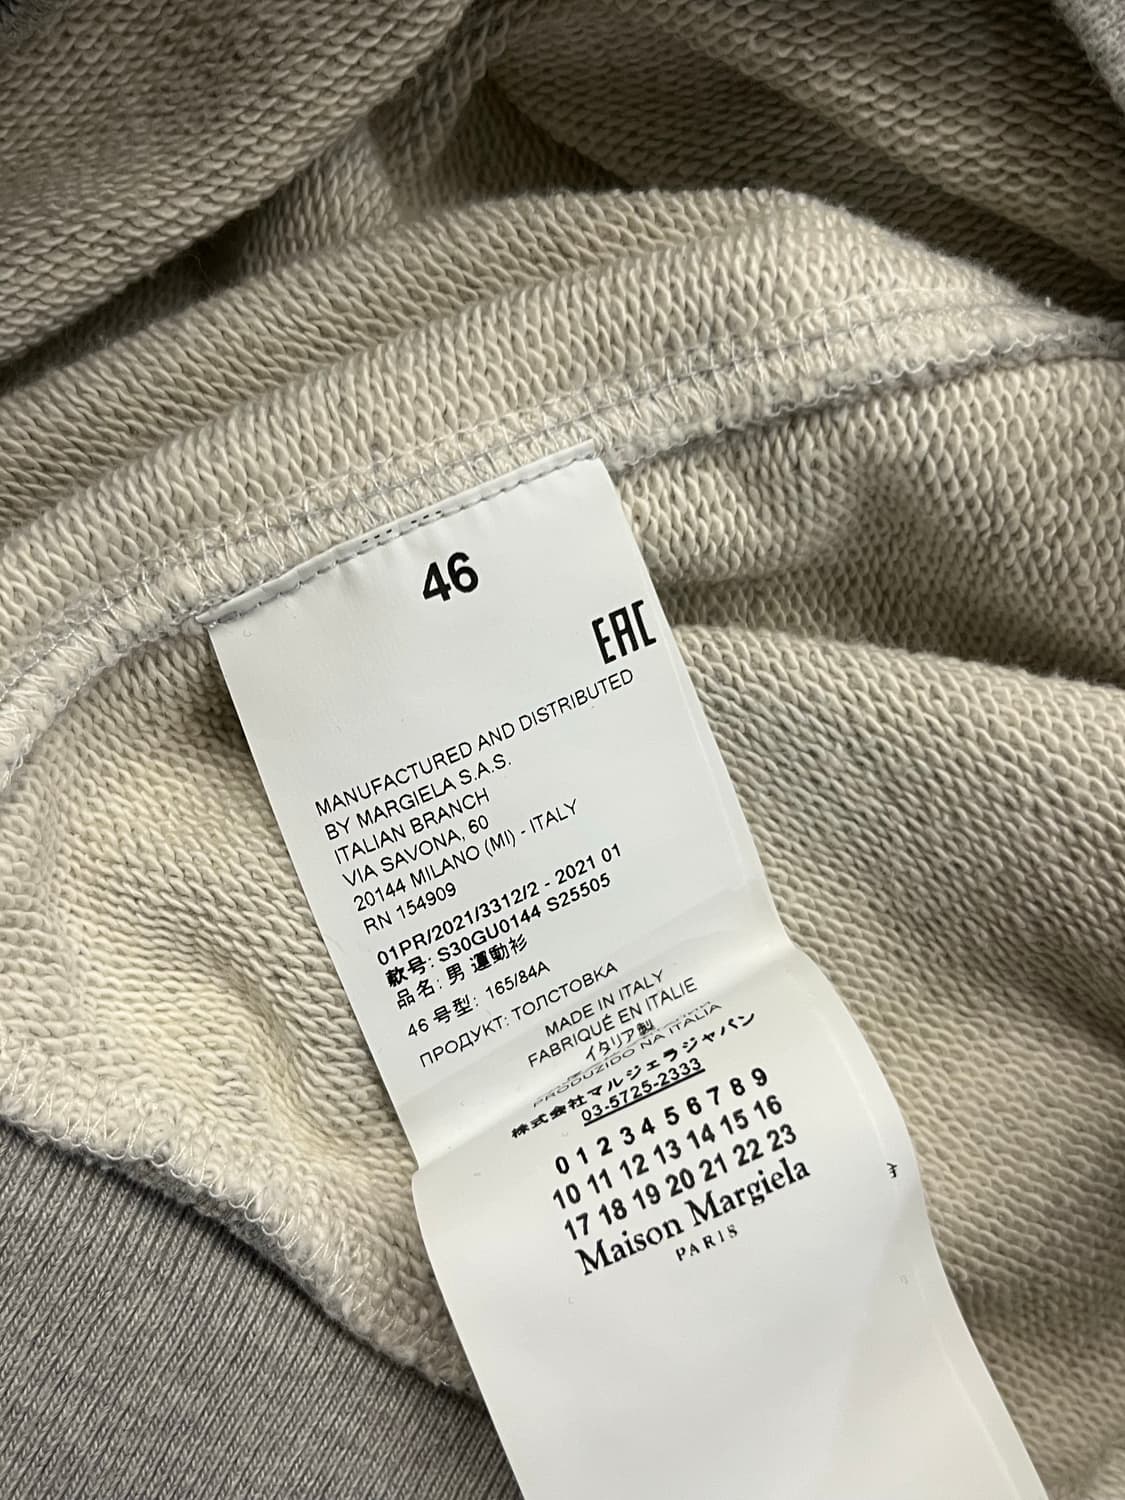 46
EAC
MANUFACTURED AND DISTRIBUTED
BY MARGIELA S.A.S.
ITALIAN BRANCH
VIA SAVONA, 60
20144 MILANO (MI) - ITALY
RN 154909
01PR/2021/3312/2 - 2021 01
款号: S30GU0144 S25505
品名: 男 運動衫
46 号型: 165/84A
ПРОДУКТ: ТОЛСТОВКА
MADE IN ITALY
FABRIQUÉ EN ITALIE
イタリア製
PRODUZIDO NA ITALIA
株式会社マルジェラジャパン
03-5725-2333
0 1 2 3 4 5 6 7 8 9
10 11 12 13 14 15 16
17 18 19 20 21 22 23
Maison Margiela
PARIS